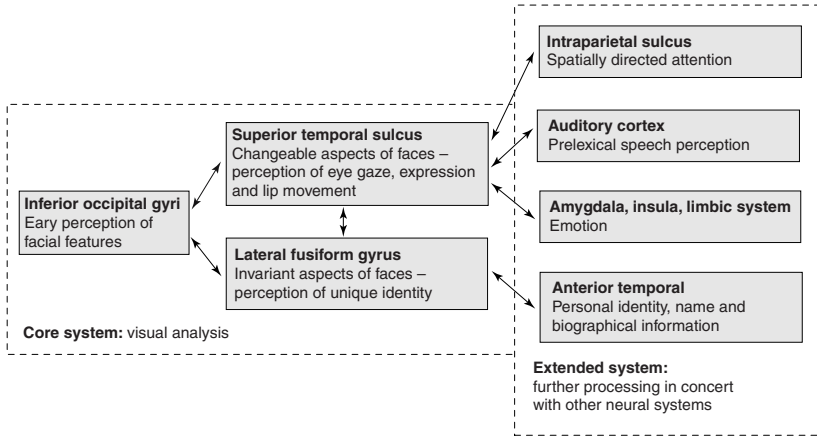 Intraparietal sulcus
Spatially directed attention
Auditory cortex
Prelexical speech perception
Superior temporal sulcus
Changeable aspects of faces –
perception of eye gaze, expression
and lip movement
Inferior occipital gyri
Eary perception of
facial features
Amygdala, insula, limbic system
Emotion
Lateral fusiform gyrus
Invariant aspects of faces –
perception of unique identity
Anterior temporal
Personal identity, name and
biographical information
Core system: visual analysis
Extended system:
further processing in concert
with other neural systems